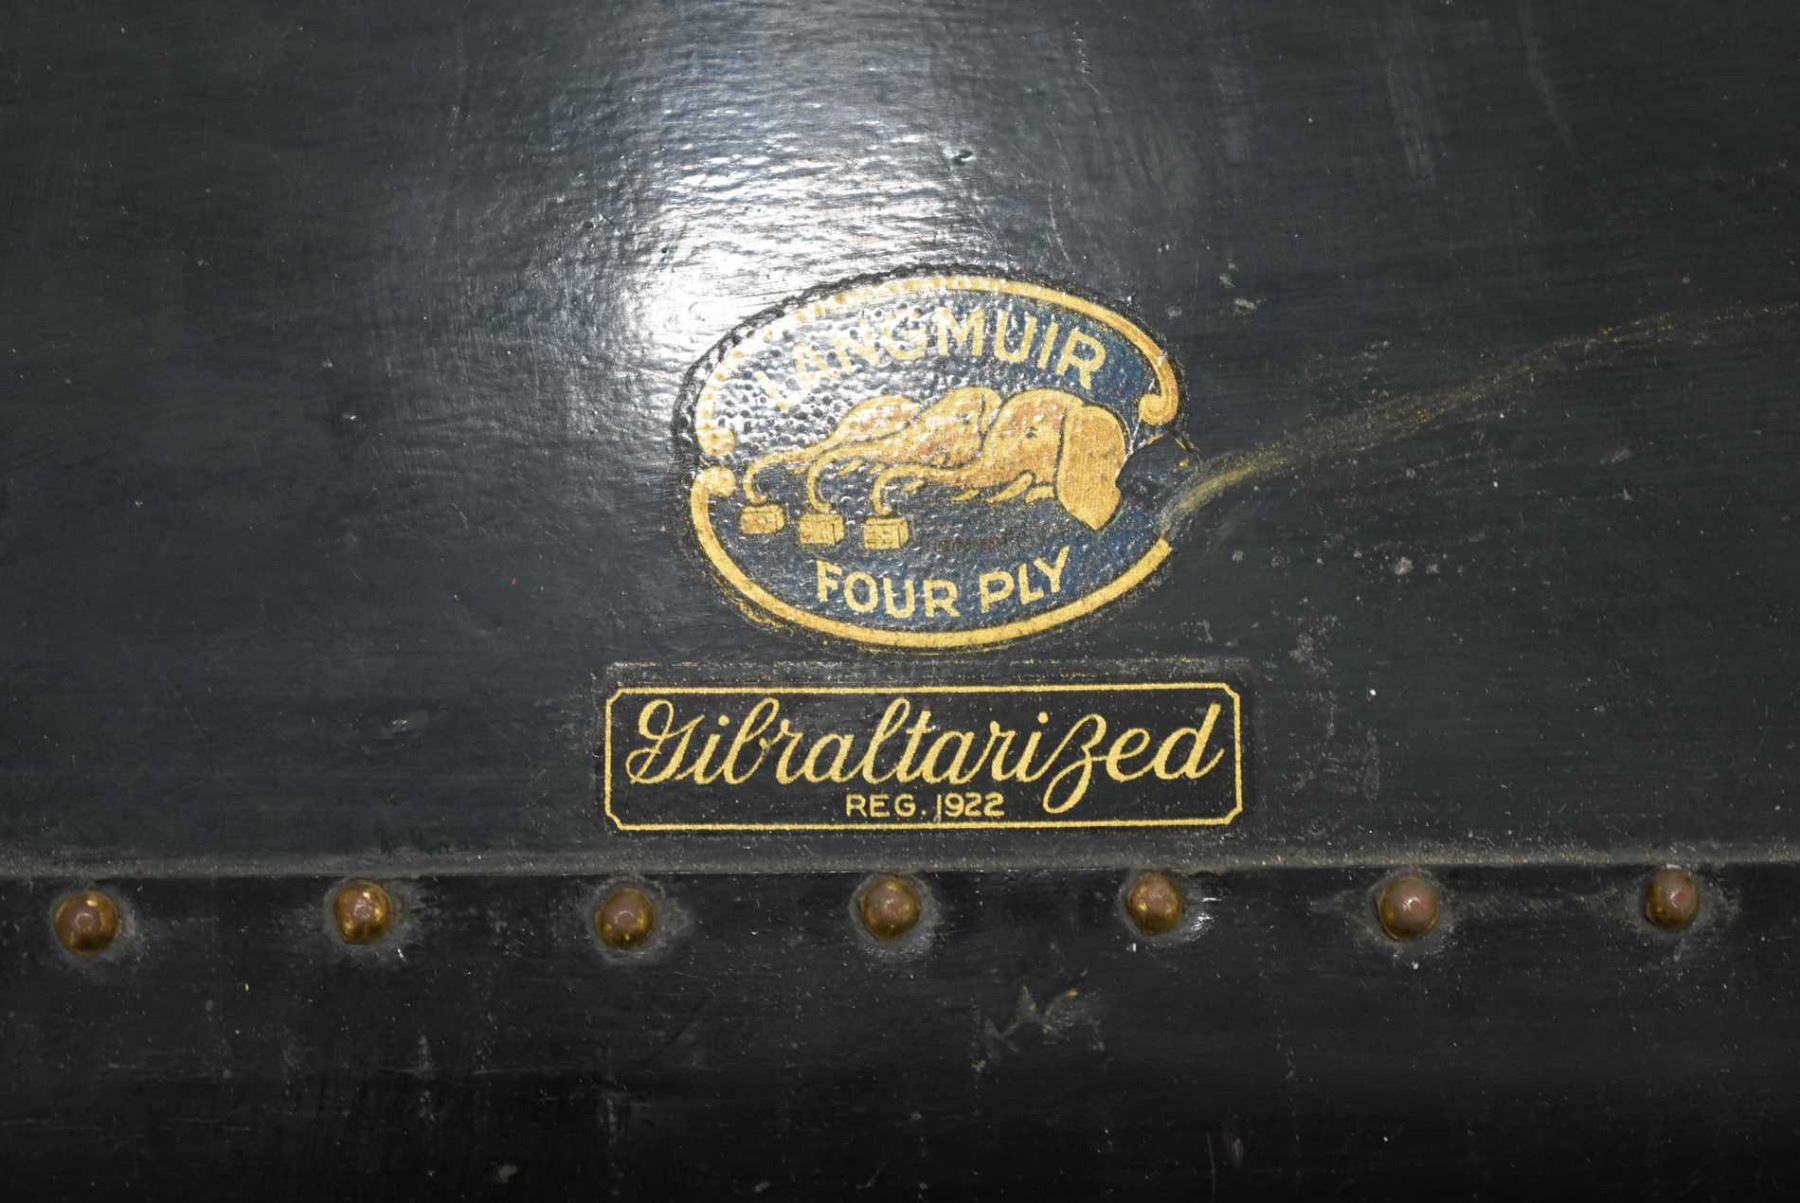 LANGMUIR
FOUR PLY
Gibraltarized
REG. 1922